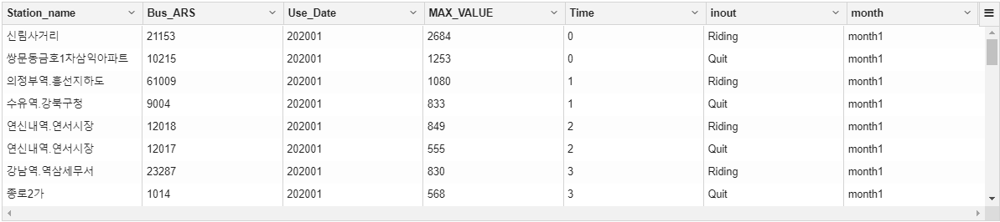 Station_name Bus_ARS Use_Date MAX_VALUE Time inout month
신림사거리 21153 202001 2684 0 Riding month1
쌍문동금호1차삼익아파트 10215 202001 1253 0 Quit month1
의정부역.흥선지하도 61009 202001 1080 1 Riding month1
수유역.강북구청 9004 202001 833 1 Quit month1
연신내역.연서시장 12018 202001 849 2 Riding month1
연신내역.연서시장 12017 202001 555 2 Quit month1
강남역.역삼세무서 23287 202001 830 3 Riding month1
종로2가 1014 202001 568 3 Quit month1